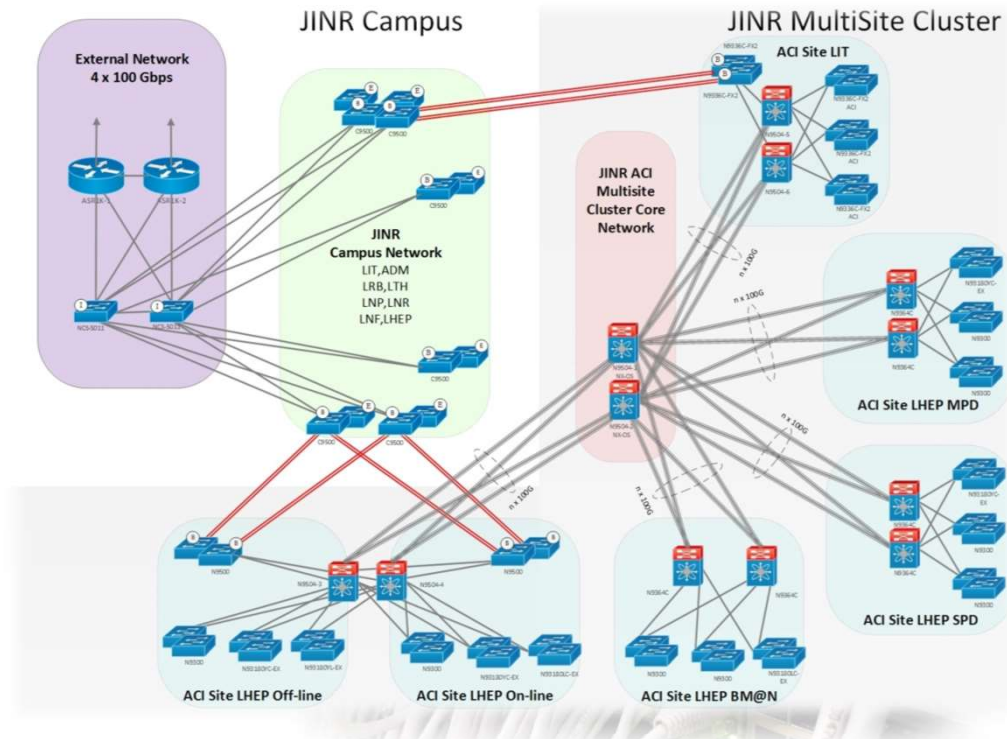 JINR Campus
JINR MultiSite Cluster
External Network
4 x 100 Gbps
ASR1K-1
ASR1K-2
I
I
NCS-5011
E
E
B
B
C9500
C9500
B
E
C9500
JINR
Campus Network
LIT,ADM
LRB,LTH
LNP,LNR
LNF,LHEP
B
E
C9500
E
E
B
B
C9500
C9500
N9336C-FX2
B
B
N9336C-FX2
ACI Site LIT
N9504-5
N9504-6
N9336C-FX2
ACI
N9336C-FX2
ACI
N9336C-FX2
ACI
JINR ACI
Multisite
Cluster Core
Network
N9504-1
NX-OS
N9504-2
NX-OS
n x 100G
n x 100G
n x 100G
n x 100G
n x 100G
N9364C
N9364C
N93180YC-
EX
N9300
N9300
ACI Site LHEP MPD
N9364C
N9364C
N93180YC-
EX
N9300
N9300
ACI Site LHEP SPD
N9500
N9504-3
N9504-4
N9500
N9300
N93180YC-EX
ACI Site LHEP Off-line
N9300
N93180YC-EX
N93180LC-EX
ACI Site LHEP On-line
N9364C
N9364C
N9300
N9300
N93180LC-
EX
ACI Site LHEP BM@N